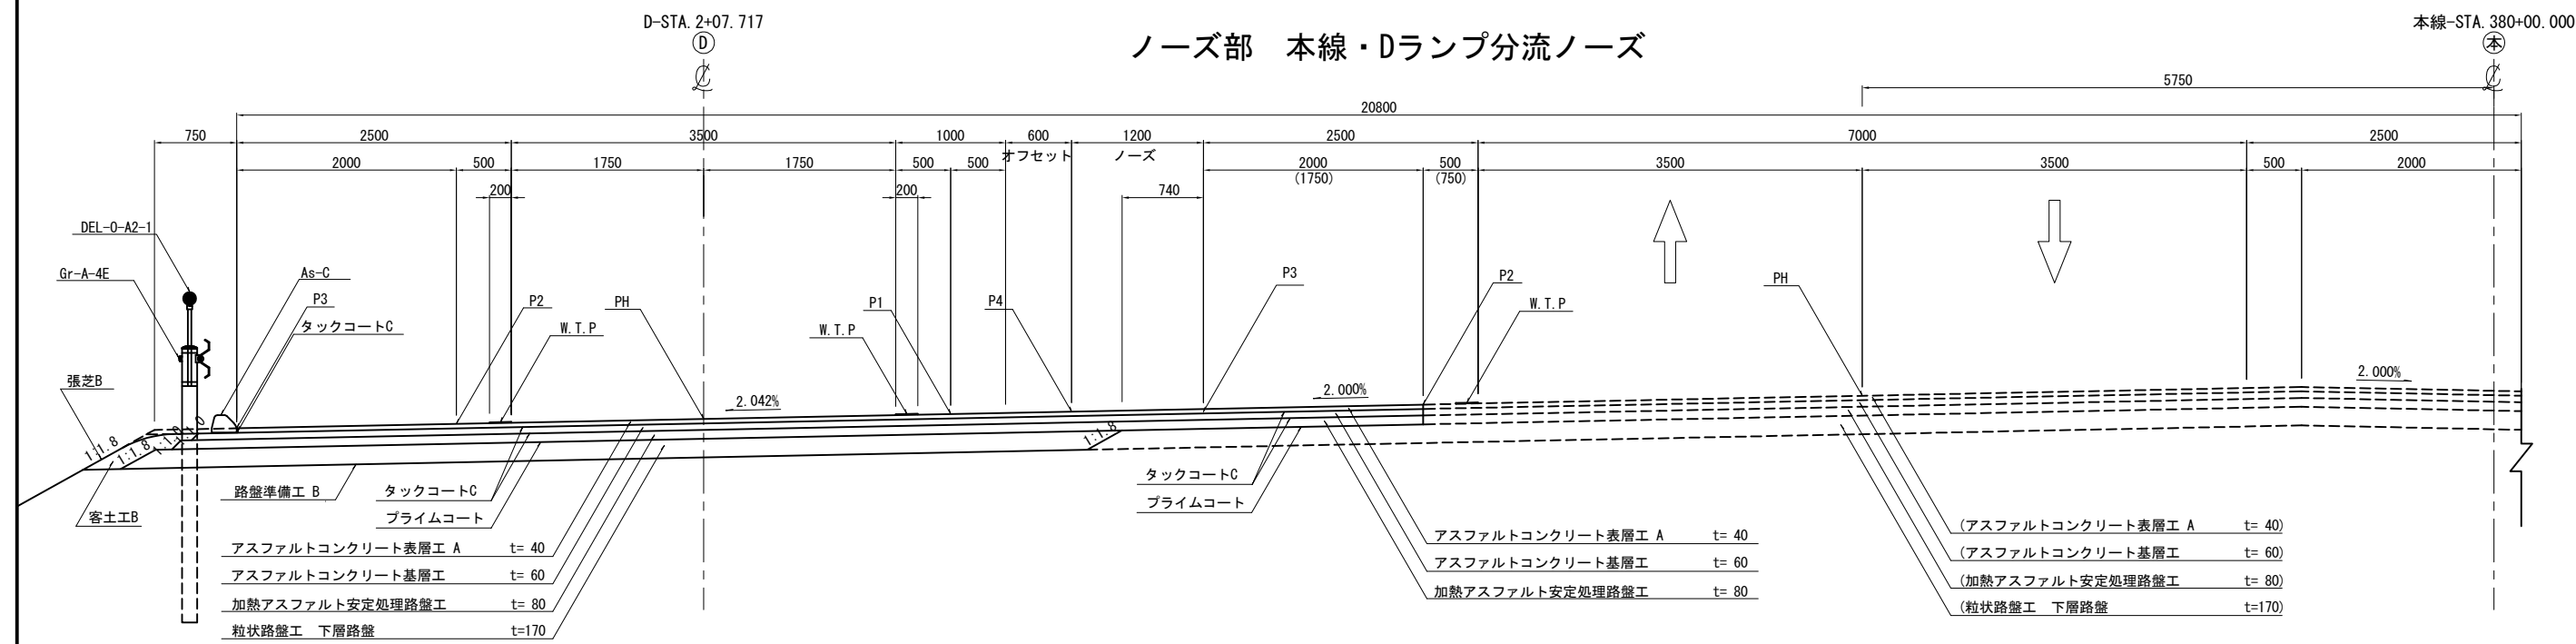 D-STA. 2+07. 717
D
ノーズ部 本線・Dランプ分流ノーズ
本線-STA. 380+00. 000
本
5750
20800
750
2500
3500
1000
600
1200
2500
7000
2500
オフセット
ノーズ
2000
500
1750
1750
500
500
2000
500
3500
3500
500
2000
(1750)
(750)
200
200
740
DEL-O-A2-1
Gr-A-4E
As-C
P3
タックコートC
P2
W. T. P
PH
W. T. P
P1
P4
P3
P2
W. T. P
PH
張芝B
2. 042%
2. 000%
2. 000%
1:1.8
1:1.8
1:1.0
1:1.0
1:1.8
客土工B
路盤準備工 B
タックコートC
プライムコート
タックコートC
プライムコート
アスファルトコンクリート表層工 A t= 40
アスファルトコンクリート基層工 t= 60
加熱アスファルト安定処理路盤工 t= 80
粒状路盤工 下層路盤 t=170
アスファルトコンクリート表層工 A t= 40
アスファルトコンクリート基層工 t= 60
加熱アスファルト安定処理路盤工 t= 80
(アスファルトコンクリート表層工 A t= 40)
(アスファルトコンクリート基層工 t= 60)
(加熱アスファルト安定処理路盤工 t= 80)
(粒状路盤工 下層路盤 t=170)